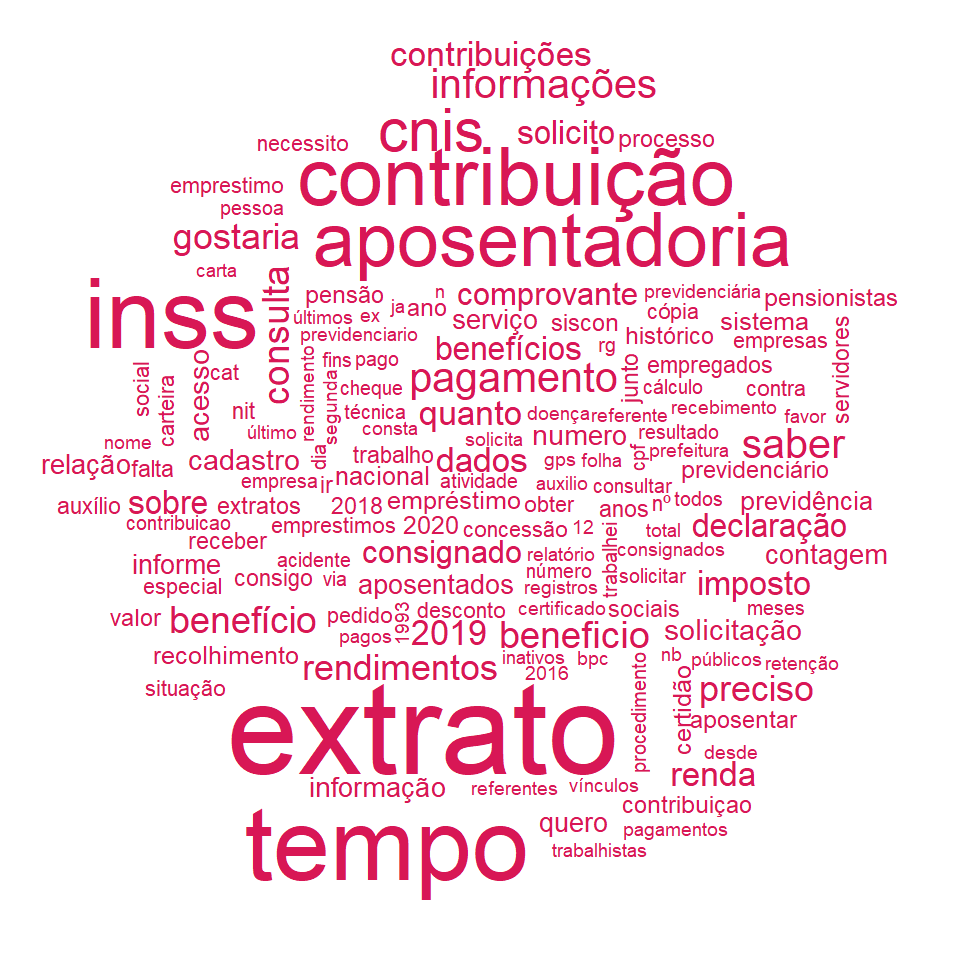 contribuições
informações
cnis solicito processo
necessito
contribuição
emprestimo
pessoa
gostaria aposentadoria
carta
inss consulta
pensão ja ano n comprovante previdenciária pensionistas
últimos ex serviço siscon cópia sistema
previdenciario benefícios rg histórico empresas servidores
social carteira acesso cat rendimento segunda fins pago pagamento junto empregados
cheque cálculo contra
nit técnica quanto doença referente recebimento favor
nome último dia consta solicita numero cpf resultado saber
relação falta cadastro trabalho dados prefeitura
empresa ir nacional atividade gps folha previdenciário
auxílio sobre extratos 2018 empréstimo obter auxilio consultar anos nº todos previdência
contribuicao emprestimos 2020 concessão 12 trabalhei total declaração
receber consignado relatório consignados
informe acidente contagem
especial consigo via aposentados número registros solicitar imposto
valor benefício pedido 1993 desconto certificado sociais meses
pagos 2019 beneficio solicitação
recolhimento rendimentos inativos bpc nb públicos retenção
situação 2016 procedimento certidão preciso
extrato aposentar
desde
renda
informação referentes vínculos
contribuiçao
tempo quero pagamentos
trabalhistas